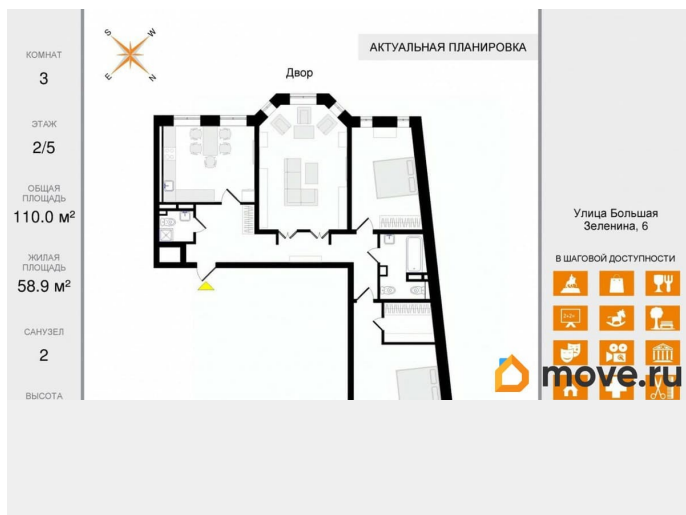 КОМНАТ
3
ЭТАЖ
2/5
ОБЩАЯ
ПЛОЩАДЬ
110.0 м²
ЖИЛАЯ
ПЛОЩАДЬ
58.9 м²
САНУЗЕЛ
2
ВЫСОТА
S
W
E
N
АКТУАЛЬНАЯ ПЛАНИРОВКА
Двор
Улица Большая
Зеленина, 6
В ШАГОВОЙ ДОСТУПНОСТИ
move.ru